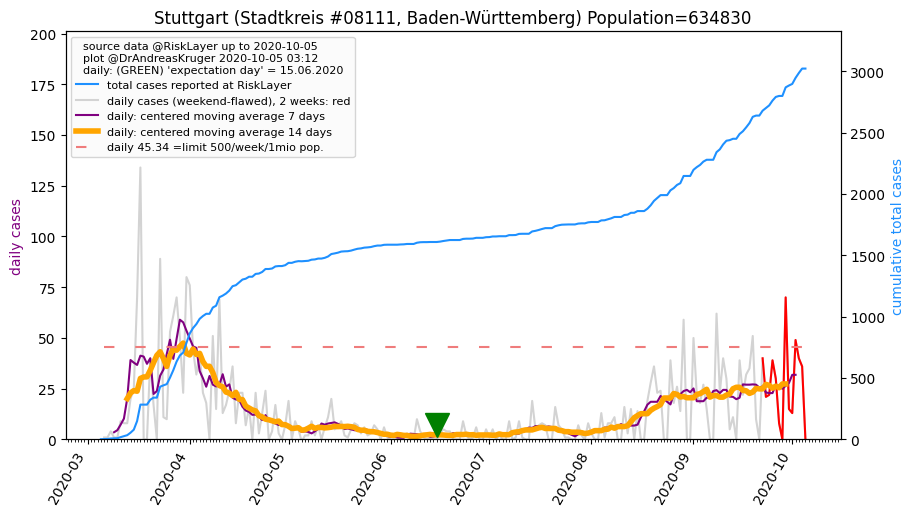 Stuttgart (Stadtkreis #08111, Baden-Württemberg) Population=634830
source data @RiskLayer up to 2020-10-05
plot @DrAndreasKruger 2020-10-05 03:12
daily: (GREEN) 'expectation day' = 15.06.2020
total cases reported at RiskLayer
daily cases (weekend-flawed), 2 weeks: red
daily: centered moving average 7 days
daily: centered moving average 14 days
daily 45.34 =limit 500/week/1mio pop.
daily cases
200
175
150
125
100
75
50
25
0
cumulative total cases
3000
2500
2000
1500
1000
500
0
2020-03
2020-04
2020-05
2020-06
2020-07
2020-08
2020-09
2020-10